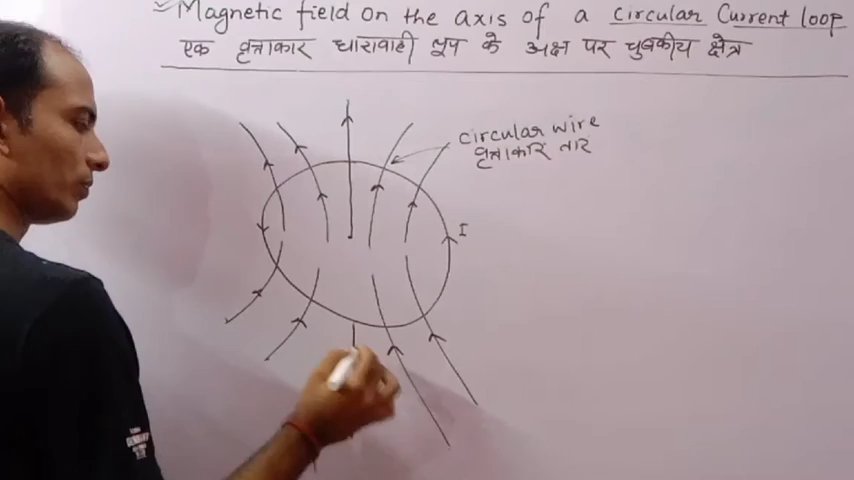 Magnetic field on the axis of a circular Current loop
एक वृत्ताकार धारावाही लूप के अक्ष पर चुंबकीय क्षेत्र
circular wire
वृत्ताकार तार
I